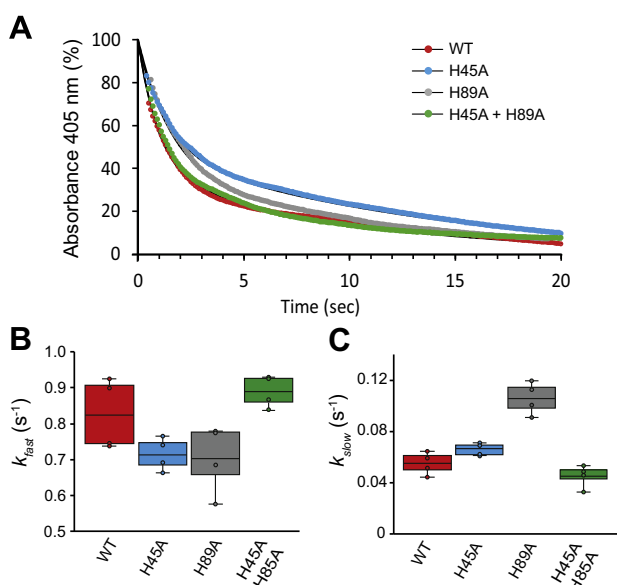 A
Absorbance 405 nm (%)
100
80
60
40
20
0
WT
H45A
H89A
H45A + H89A
0
5
10
15
20
Time (sec)
B
k_fast (s⁻¹)
1.0
0.9
0.8
0.7
0.6
0.5
WT
H45A
H89A
H45A
H85A
C
k_slow (s⁻¹)
0.12
0.08
0.04
0
WT
H45A
H89A
H45A
H85A